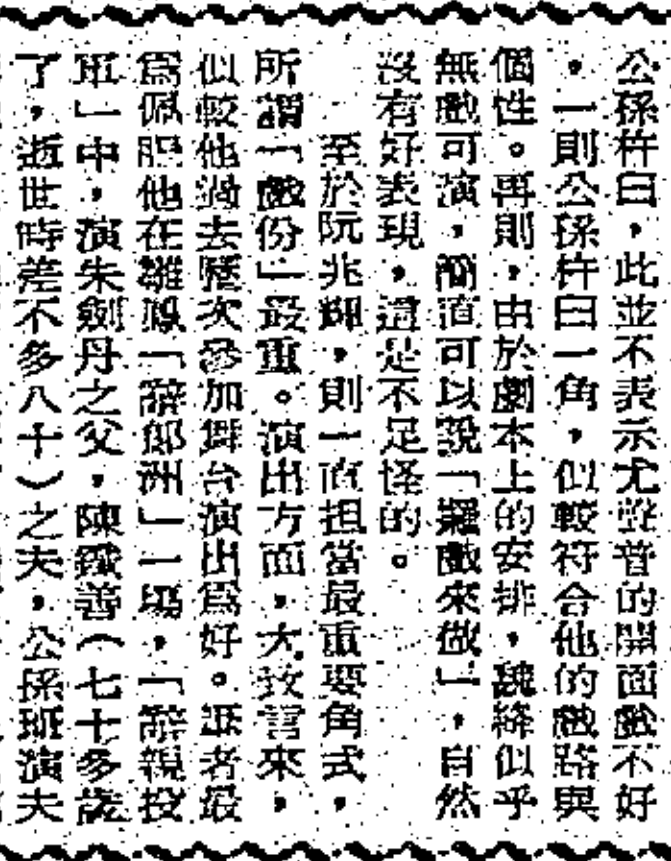 公孫杵臼，此並不表示尤聲普的開面戲不好
，一則公孫杵臼一角，似較符合他的戲路與
個性。再則，由於劇本上的安排，魏絳似乎
無戲可演，簡直可以說「羅戲來做」，自然
沒有好表現，這是不足怪的。
至於阮兆輝，則一直担當最重要角式，
所謂「戲份」最重。演出方面，大致言來，
似較他過去歷次參加舞台演出爲好。筆者最
爲佩服他在雛鳳「辭郎洲」一塲，「辭親投
軍」中，演朱劍丹之父，陳鐵善（七十多歲
了，逝世時差不多八十）之夫，公孫班演夫